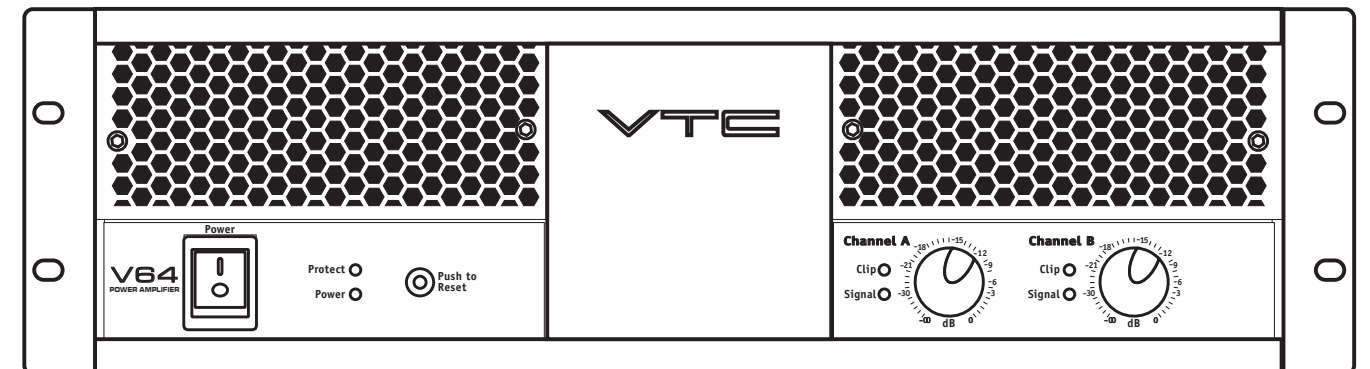 VTC
Power
V64
POWER AMPLIFIER
Protect
Power
Push to
Reset
Channel A
Clip
Signal
-30
-21
-18
-15
-12
-9
-6
-3
0
-∞
dB
Channel B
Clip
Signal
-30
-21
-18
-15
-12
-9
-6
-3
0
-∞
dB